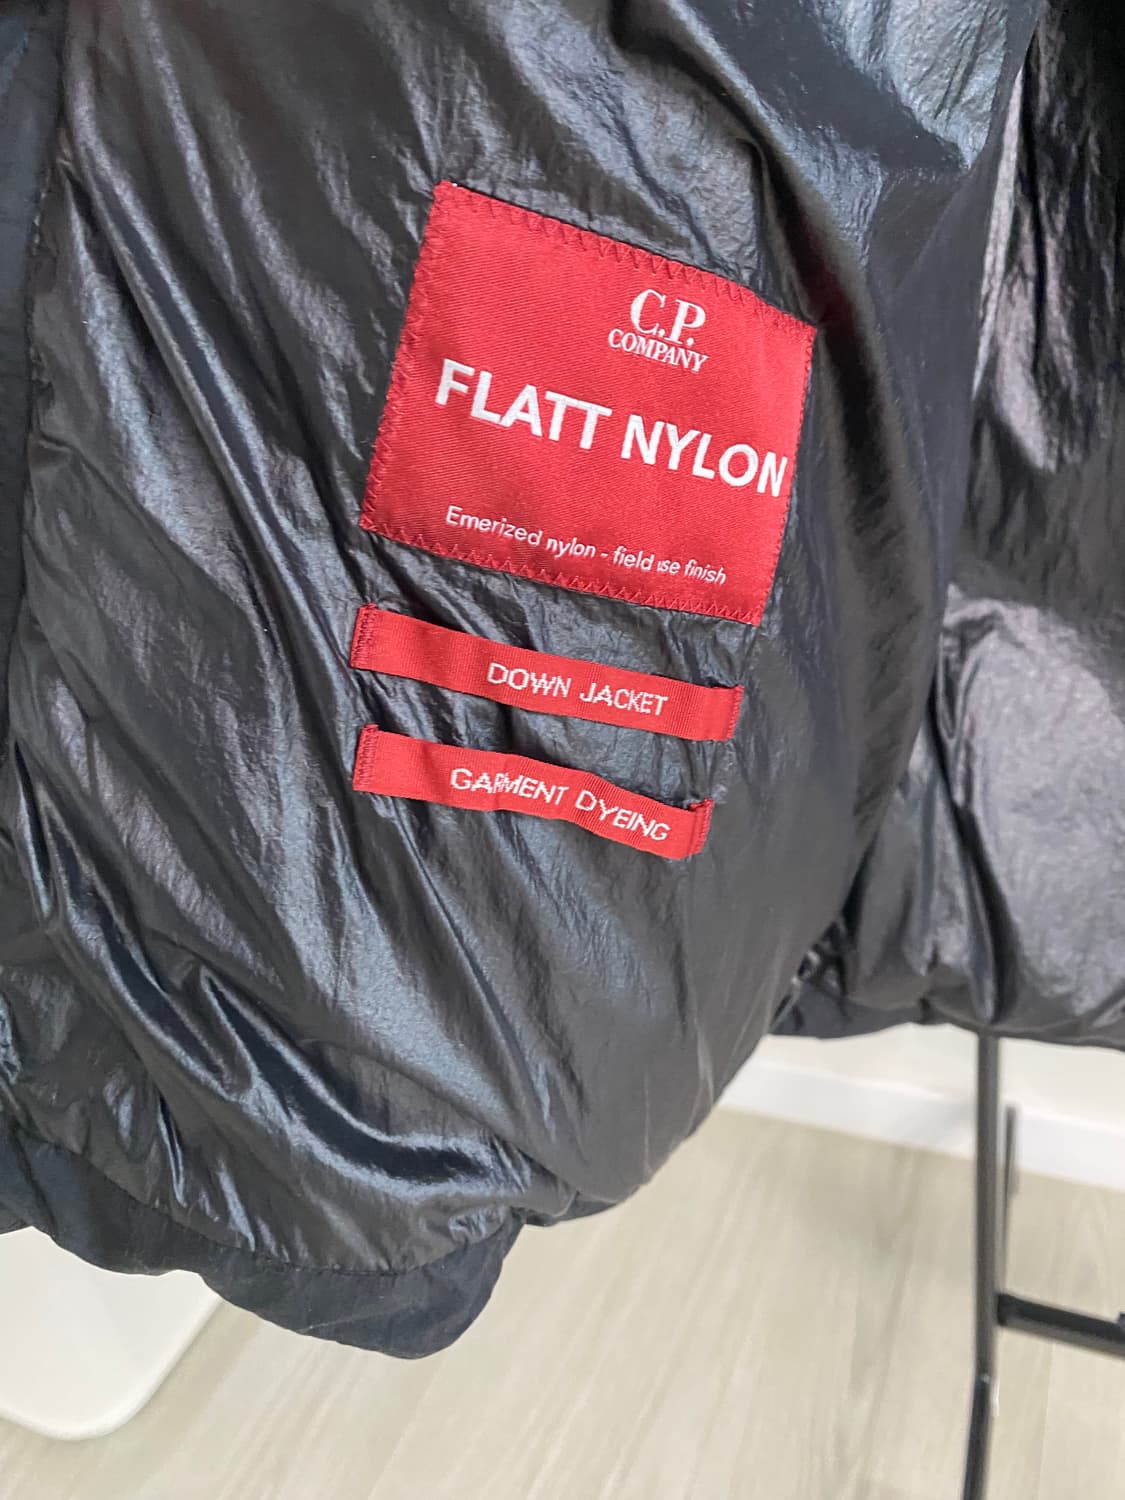 C.P.
COMPANY
FLATT NYLON
Emerized nylon - field use finish
DOWN JACKET
GARMENT DYEING